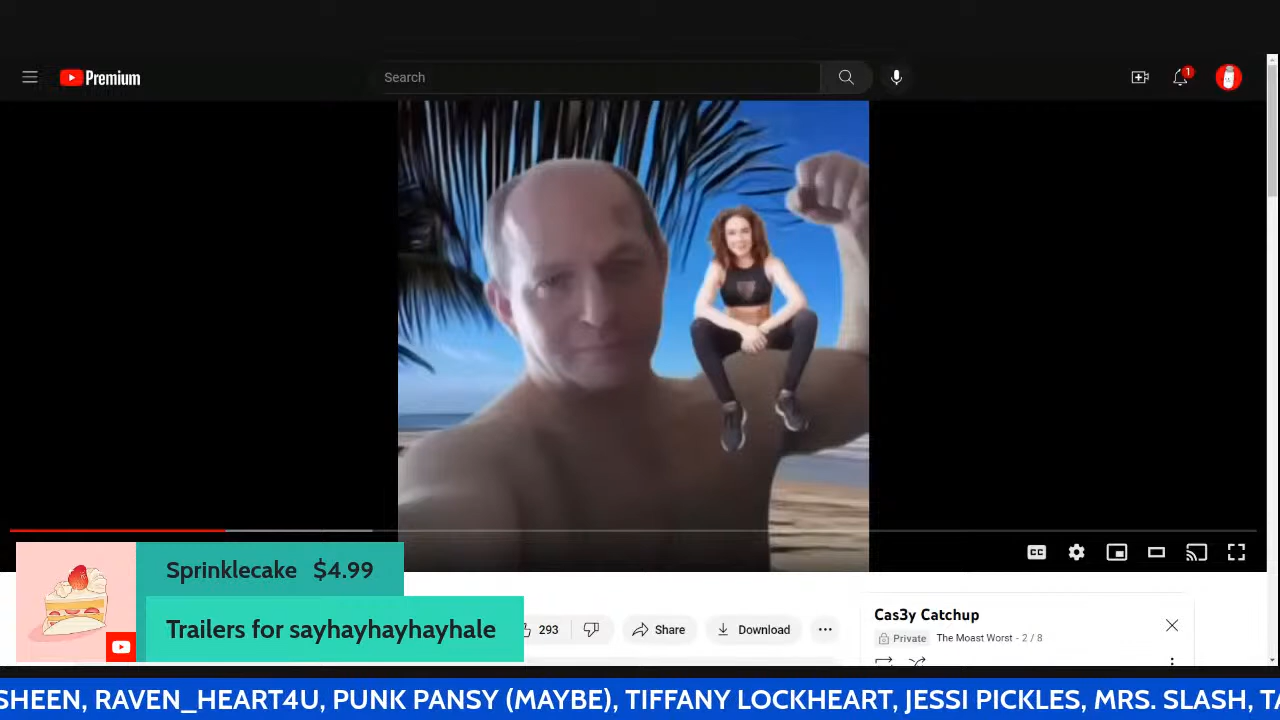 Premium
Search
1
Sprinklecake $4.99
Trailers for sayhayhayhayhale
293
Share
Download
Cas3y Catchup
Private The Moast Worst - 2 / 8
SHEEN, RAVEN_HEART4U, PUNK PANSY (MAYBE), TIFFANY LOCKHEART, JESSI PICKLES, MRS. SLASH, TA